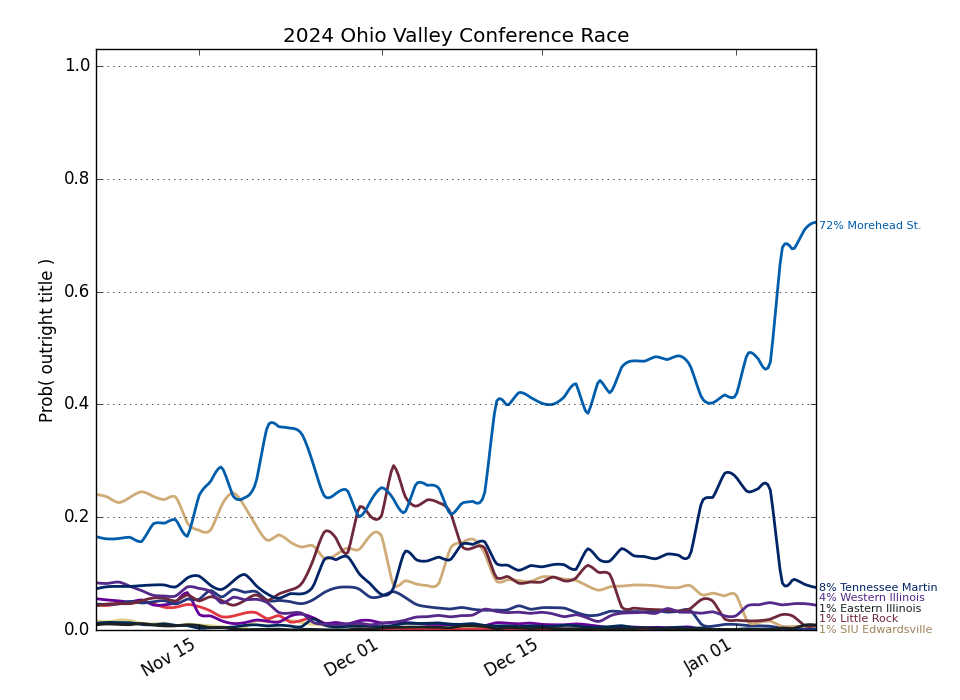 2024 Ohio Valley Conference Race
Prob( outright title )
1.0
0.8
0.6
0.4
0.2
0.0
Nov 15
Dec 01
Dec 15
Jan 01
72% Morehead St.
8% Tennessee Martin
4% Western Illinois
1% Eastern Illinois
1% Little Rock
1% SIU Edwardsville